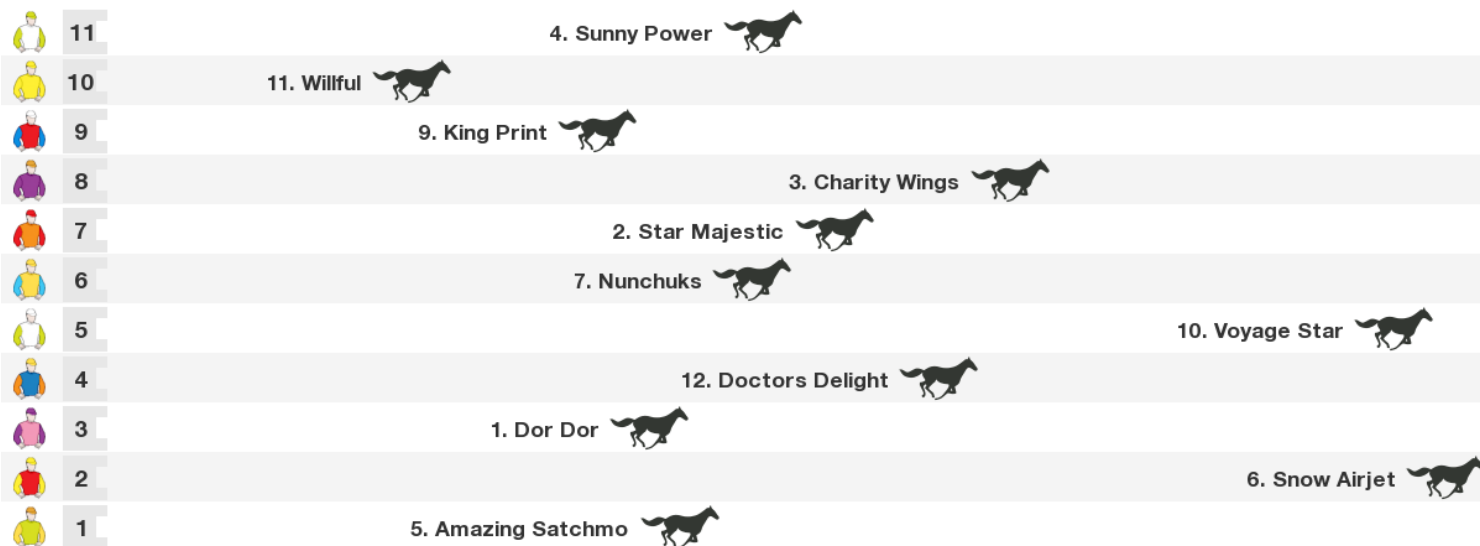 11 4. Sunny Power
10 11. Willful
9 9. King Print
8 3. Charity Wings
7 2. Star Majestic
6 7. Nunchuks
5 10. Voyage Star
4 12. Doctors Delight
3 1. Dor Dor
2 6. Snow Airjet
1 5. Amazing Satchmo